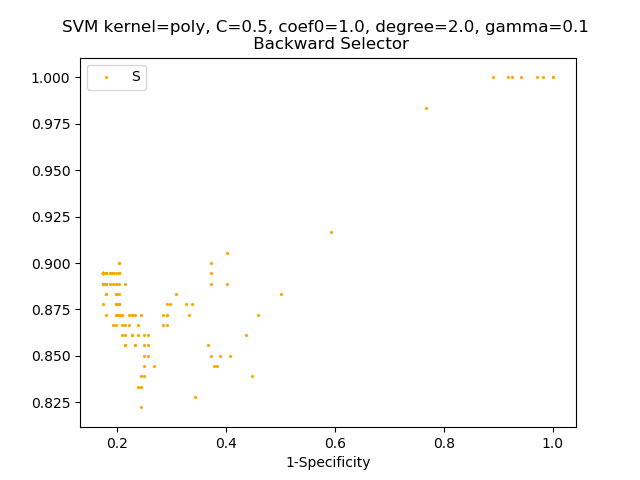 SVM kernel=poly, C=0.5, coef0=1.0, degree=2.0, gamma=0.1
Backward Selector
S
1.000
0.975
0.950
0.925
0.900
0.875
0.850
0.825
0.2 0.4 0.6 0.8 1.0
1-Specificity